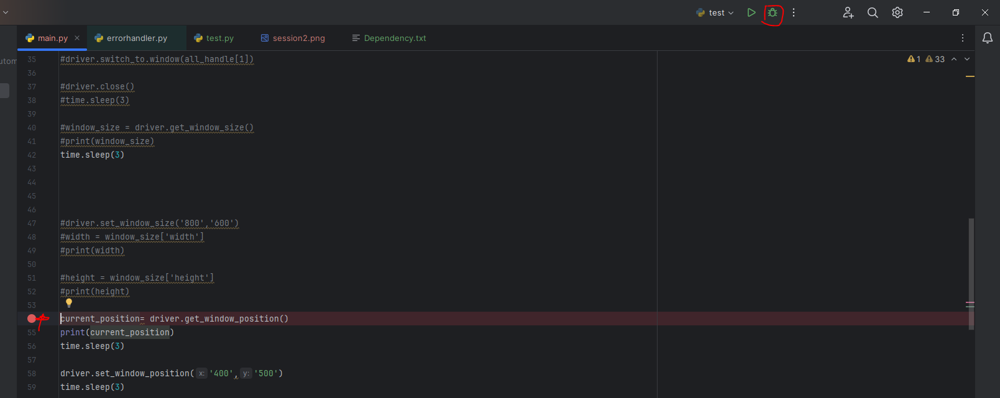 test
main.py
errorhandler.py
test.py
session2.png
Dependency.txt
utom
1 33
35 #driver.switch_to.window(all_handle[1])
36
37 #driver.close()
38 #time.sleep(3)
39
40 #window_size = driver.get_window_size()
41 #print(window_size)
42 time.sleep(3)
43
44
45
46
47 #driver.set_window_size('800','600')
48 #width = window_size['width']
49 #print(width)
50
51 #height = window_size['height']
52 #print(height)
53
current_position= driver.get_window_position()
55 print(current_position)
56 time.sleep(3)
57
58 driver.set_window_position( x: '400', y: '500')
59 time.sleep(3)